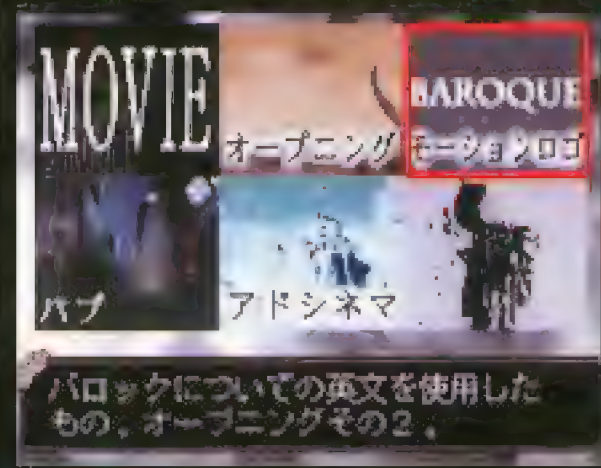 MOVIE
オープニング
BAROQUE
モーションロゴ
パブ
アドシネマ
バロックについての英文を使用した
もの。オープニングその2。